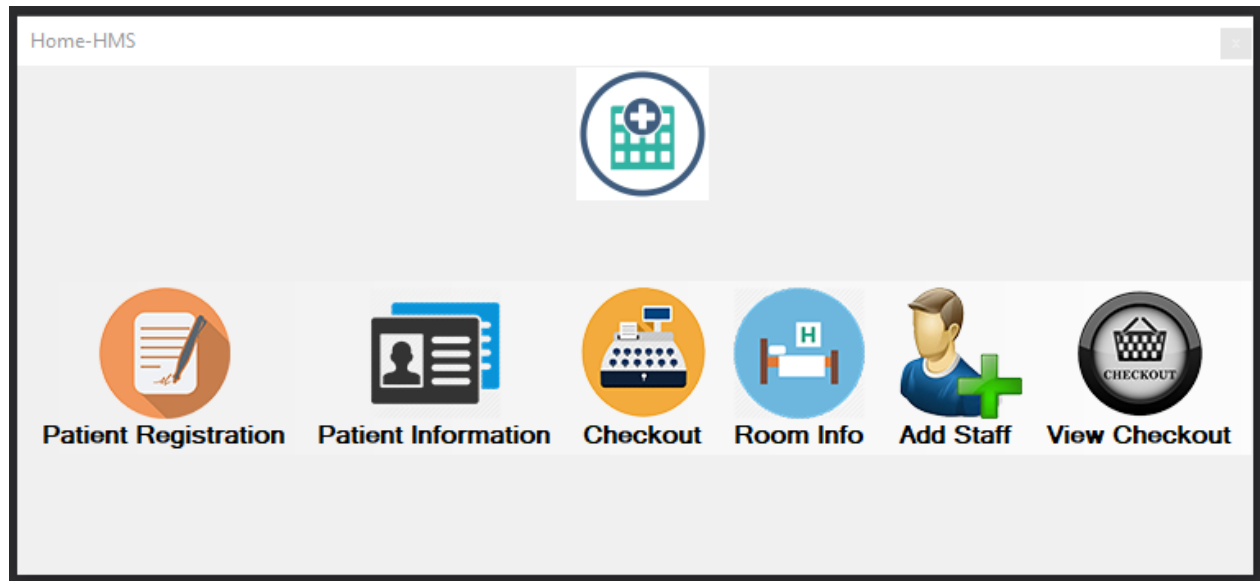 Home-HMS
x
H
CHECKOUT
Patient Registration Patient Information Checkout Room Info Add Staff View Checkout